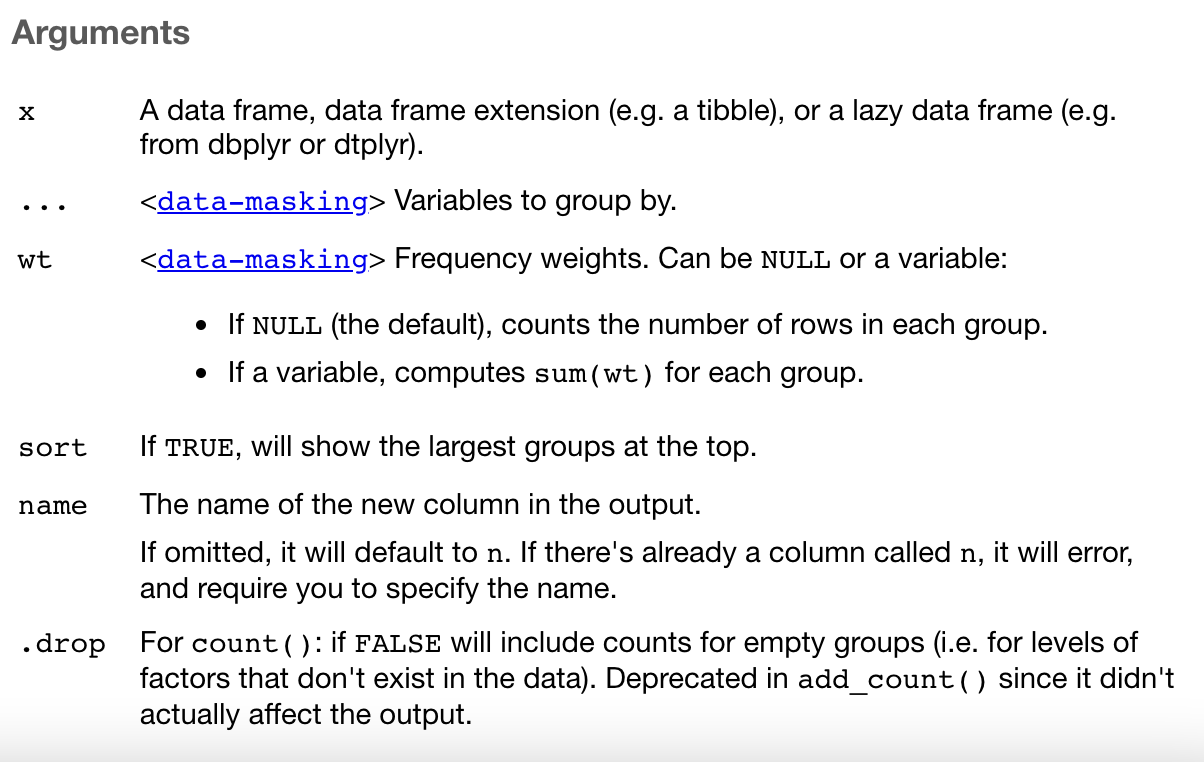 Arguments
x A data frame, data frame extension (e.g. a tibble), or a lazy data frame (e.g.
from dbplyr or dtplyr).
... <data-masking> Variables to group by.
wt <data-masking> Frequency weights. Can be NULL or a variable:
• If NULL (the default), counts the number of rows in each group.
• If a variable, computes sum(wt) for each group.
sort If TRUE, will show the largest groups at the top.
name The name of the new column in the output.
If omitted, it will default to n. If there's already a column called n, it will error,
and require you to specify the name.
.drop For count(): if FALSE will include counts for empty groups (i.e. for levels of
factors that don't exist in the data). Deprecated in add_count() since it didn't
actually affect the output.